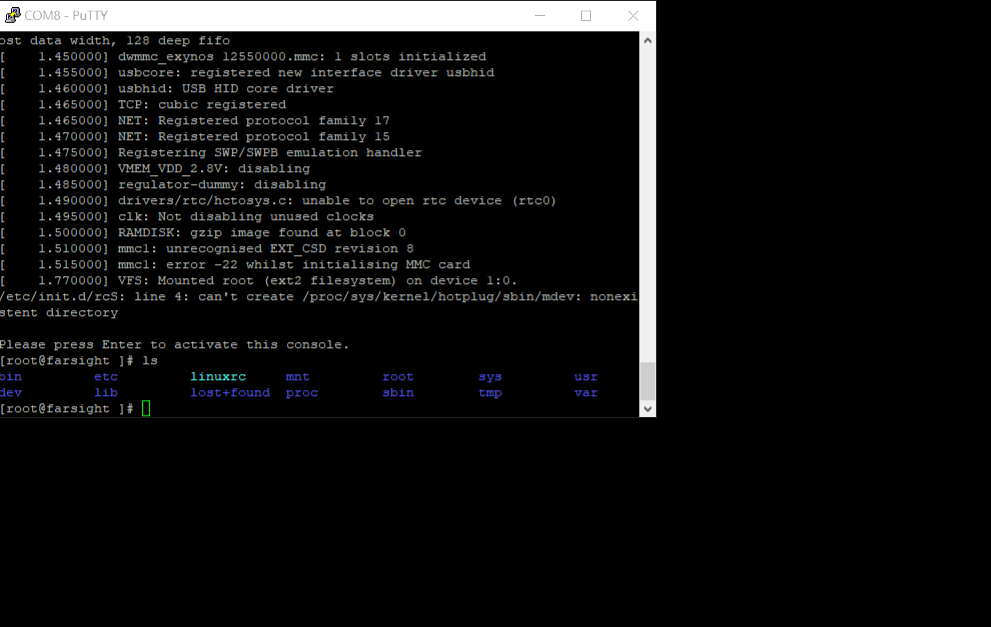 COM8 - PuTTY
ost data width, 128 deep fifo
[    1.450000] dwmmc_exynos 12550000.mmc: 1 slots initialized
[    1.455000] usbcore: registered new interface driver usbhid
[    1.460000] usbhid: USB HID core driver
[    1.465000] TCP: cubic registered
[    1.465000] NET: Registered protocol family 17
[    1.470000] NET: Registered protocol family 15
[    1.475000] Registering SWP/SWPB emulation handler
[    1.480000] VMEM_VDD_2.8V: disabling
[    1.485000] regulator-dummy: disabling
[    1.490000] drivers/rtc/hctosys.c: unable to open rtc device (rtc0)
[    1.495000] clk: Not disabling unused clocks
[    1.500000] RAMDISK: gzip image found at block 0
[    1.510000] mmc1: unrecognised EXT_CSD revision 8
[    1.515000] mmc1: error -22 whilst initialising MMC card
[    1.770000] VFS: Mounted root (ext2 filesystem) on device 1:0.
/etc/init.d/rcS: line 4: can't create /proc/sys/kernel/hotplug/sbin/mdev: nonexi
stent directory
Please press Enter to activate this console.
[root@farsight ]# ls
bin         etc         linuxrc     mnt         root        sys         usr
dev         lib         lost+found  proc        sbin        tmp         var
[root@farsight ]#